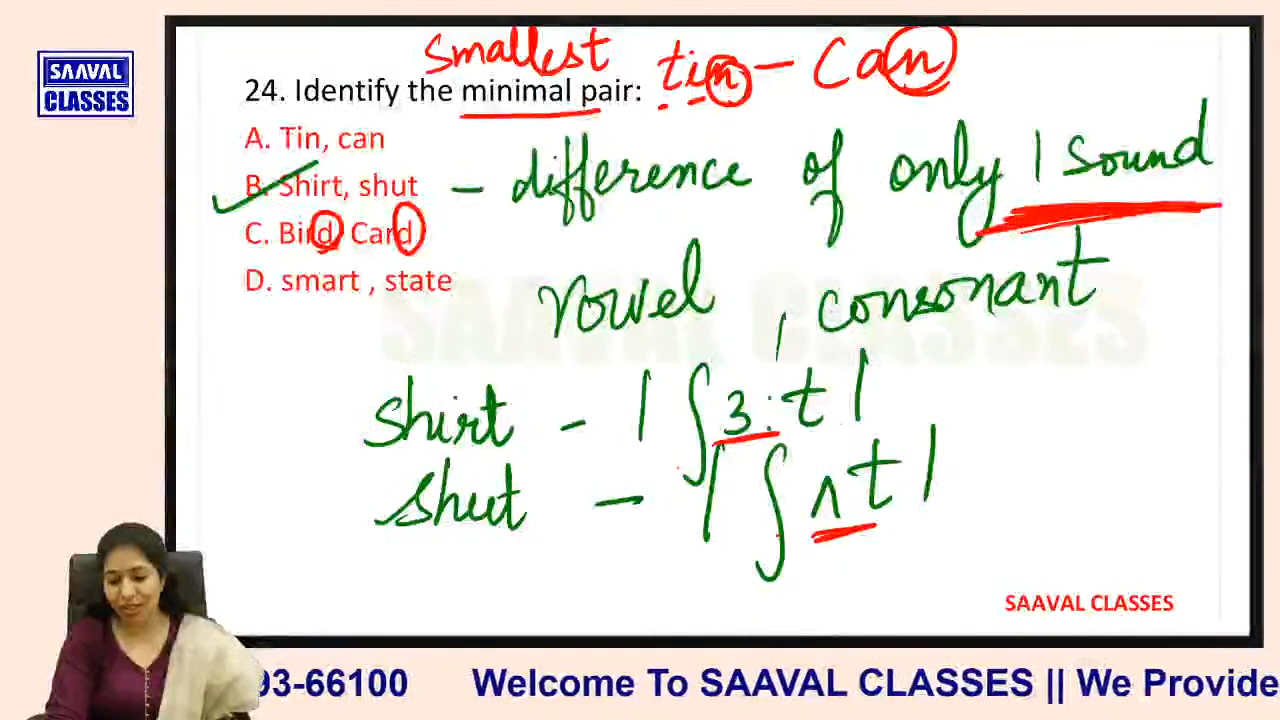 SAAVAL
CLASSES
smallest tin - Can
24. Identify the minimal pair:
A. Tin, can
B. Shirt, shut - difference of only 1 sound
C. Bird, Card
D. smart , state
vowel, consonant
SAAVAL CLASSES
shirt - /ʃɜːt/
shut - /ʃʌt/
SAAVAL CLASSES
93-66100 Welcome To SAAVAL CLASSES || We Provide